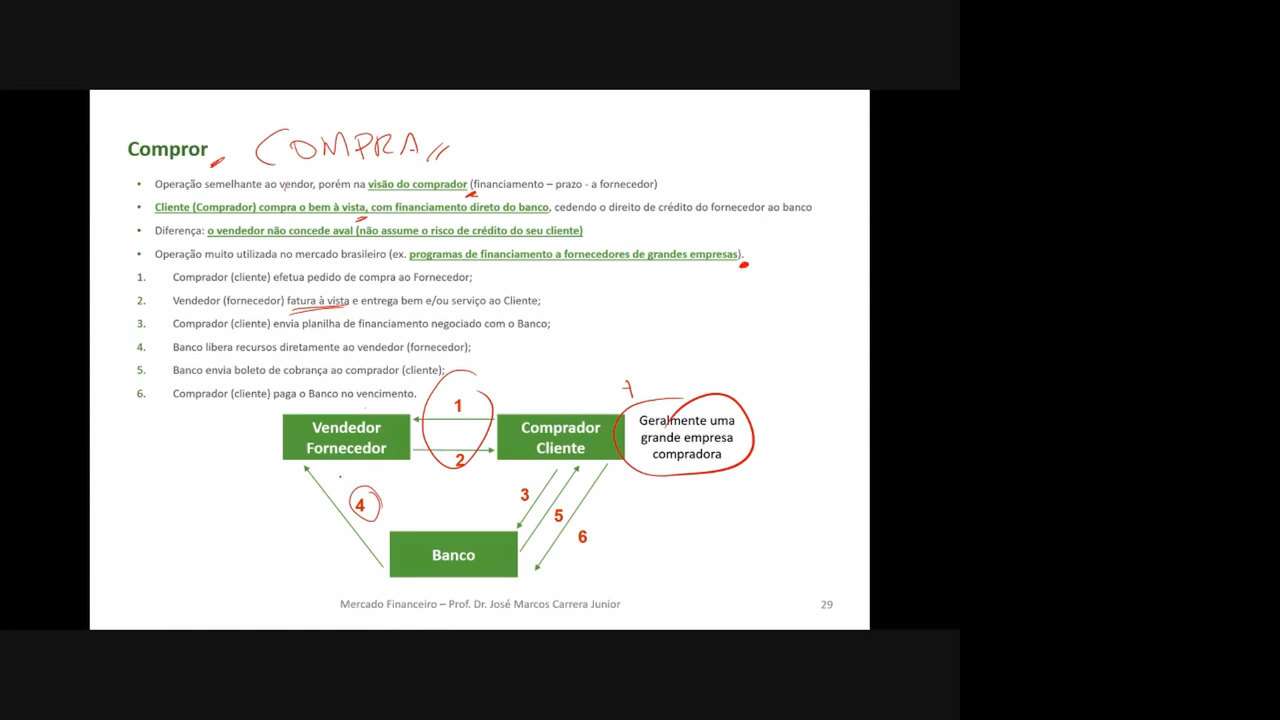 Compror COMPRA
• Operação semelhante ao vendor, porém na visão do comprador (financiamento – prazo - a fornecedor)
• Cliente (Comprador) compra o bem à vista, com financiamento direto do banco, cedendo o direito de crédito do fornecedor ao banco
• Diferença: o vendedor não concede aval (não assume o risco de crédito do seu cliente)
• Operação muito utilizada no mercado brasileiro (ex. programas de financiamento a fornecedores de grandes empresas).
1. Comprador (cliente) efetua pedido de compra ao Fornecedor;
2. Vendedor (fornecedor) fatura à vista e entrega bem e/ou serviço ao Cliente;
3. Comprador (cliente) envia planilha de financiamento negociado com o Banco;
4. Banco libera recursos diretamente ao vendedor (fornecedor);
5. Banco envia boleto de cobrança ao comprador (cliente);
6. Comprador (cliente) paga o Banco no vencimento.
Vendedor
Fornecedor
1
2
Comprador
Cliente
Geralmente uma
grande empresa
compradora
4
3
5
6
Banco
Mercado Financeiro – Prof. Dr. José Marcos Carrera Junior
29